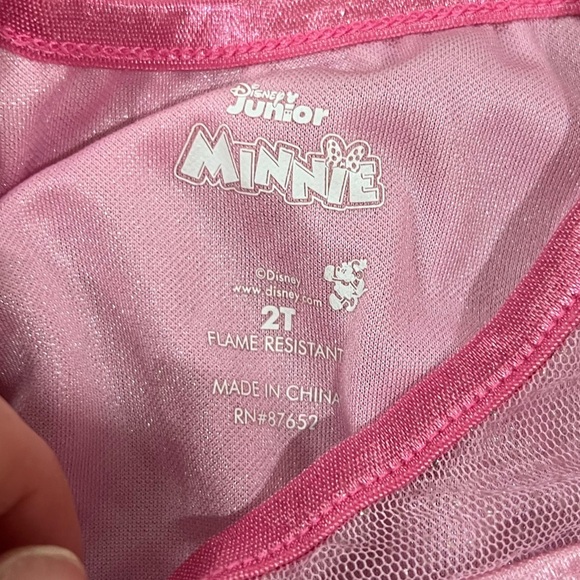 Disney
Junior
MINNIE
©Disney
www.disney.com
2T
FLAME RESISTANT
MADE IN CHINA
RN#87652